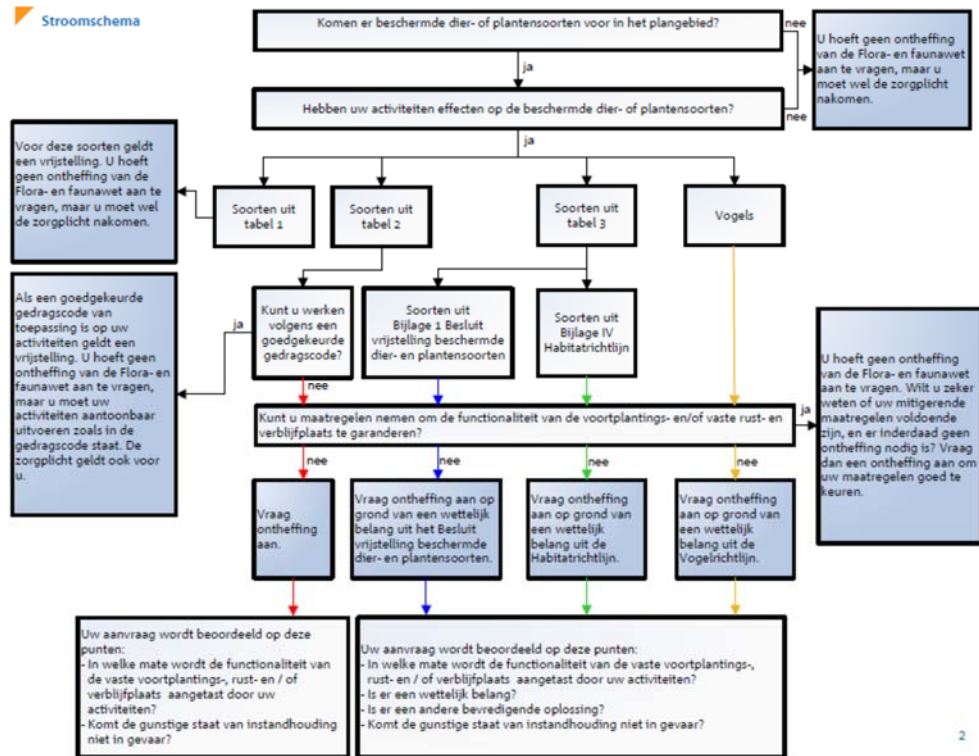 Stroomschema
Komen er beschermde dier- of plantensoorten voor in het plangebied?
nee
U hoeft geen ontheffing
van de Flora- en faunawet
aan te vragen, maar u
moet wel de zorgplicht
nakomen.
ja
Hebben uw activiteiten effecten op de beschermde dier- of plantensoorten?
nee
ja
Voor deze soorten geldt
een vrijstelling. U hoeft
geen ontheffing van de
Flora- en faunawet aan te
vragen, maar u moet wel
de zorgplicht nakomen.
Soorten uit
tabel 1
Soorten uit
tabel 2
Soorten uit
tabel 3
Vogels
Als een goedgekeurde
gedragscode van
toepassing is op uw
activiteiten geldt een
vrijstelling. U hoeft geen
ontheffing van de Flora- en
faunawet aan te vragen,
maar u moet uw
activiteiten aantoonbaar
uitvoeren zoals in de
gedragscode staat. De
zorgplicht geldt ook voor
u.
ja
Kunt u werken
volgens een
goedgekeurde
gedragscode?
Soorten uit
Bijlage 1 Besluit
vrijstelling beschermde
dier- en plantensoorten
Soorten uit
Bijlage IV
Habitatrichtlijn
nee
Kunt u maatregelen nemen om de functionaliteit van de voortplantings- en/of vaste rust- en
verblijfplaats te garanderen?
ja
U hoeft geen ontheffing
van de Flora- en faunawet
aan te vragen. Wilt u zeker
weten of uw mitigerende
maatregelen voldoende
zijn, en er inderdaad geen
ontheffing nodig is? Vraag
dan een ontheffing aan om
uw maatregelen goed te
keuren.
nee
nee
nee
nee
Vraag
ontheffing
aan.
Vraag ontheffing aan op
grond van een wettelijk
belang uit het Besluit
vrijstelling beschermde
dier- en plantensoorten.
Vraag ontheffing
aan op grond van
een wettelijk
belang uit de
Habitatrichtlijn.
Vraag ontheffing
aan op grond van
een wettelijk
belang uit de
Vogelrichtlijn.
Uw aanvraag wordt beoordeeld op deze
punten:
- In welke mate wordt de functionaliteit van
de vaste voortplantings-, rust- en / of
verblijfplaats aangetast door uw
activiteiten?
- Komt de gunstige staat van instandhouding
niet in gevaar?
Uw aanvraag wordt beoordeeld op deze punten:
- In welke mate wordt de functionaliteit van de vaste voortplantings-,
rust- en / of verblijfplaats aangetast door uw activiteiten?
- Is er een wettelijk belang?
- Is er een andere bevredigende oplossing?
- Komt de gunstige staat van instandhouding niet in gevaar?
2